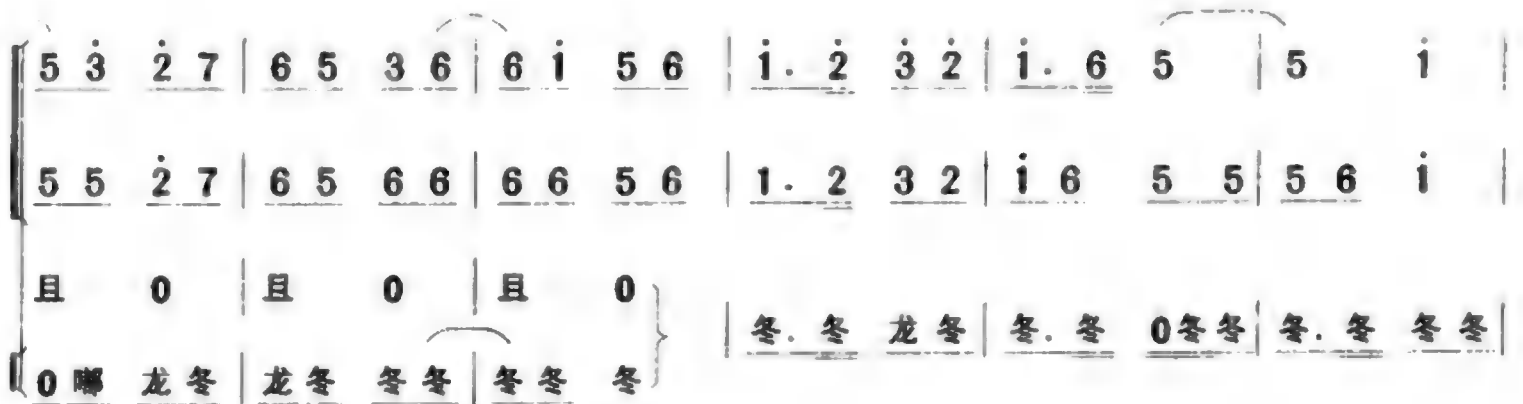 5 3̇ 2̇ 7 | 6 5 3 6 | 6 1̇ 5 6 | 1̇. 2̇ 3̇ 2̇ | 1̇. 6 5 | 5 1̇ |
5 5 2̇ 7 | 6 5 6 6 | 6 6 5 6 | 1. 2 3 2 | 1̇ 6 5 5 | 5 6 1̇ |
且 0 | 且 0 | 且 0
| 冬. 冬 龙冬 | 冬. 冬 0冬冬 | 冬. 冬 冬冬 |
0 嘟 龙冬 | 龙冬 冬冬 | 冬冬 冬